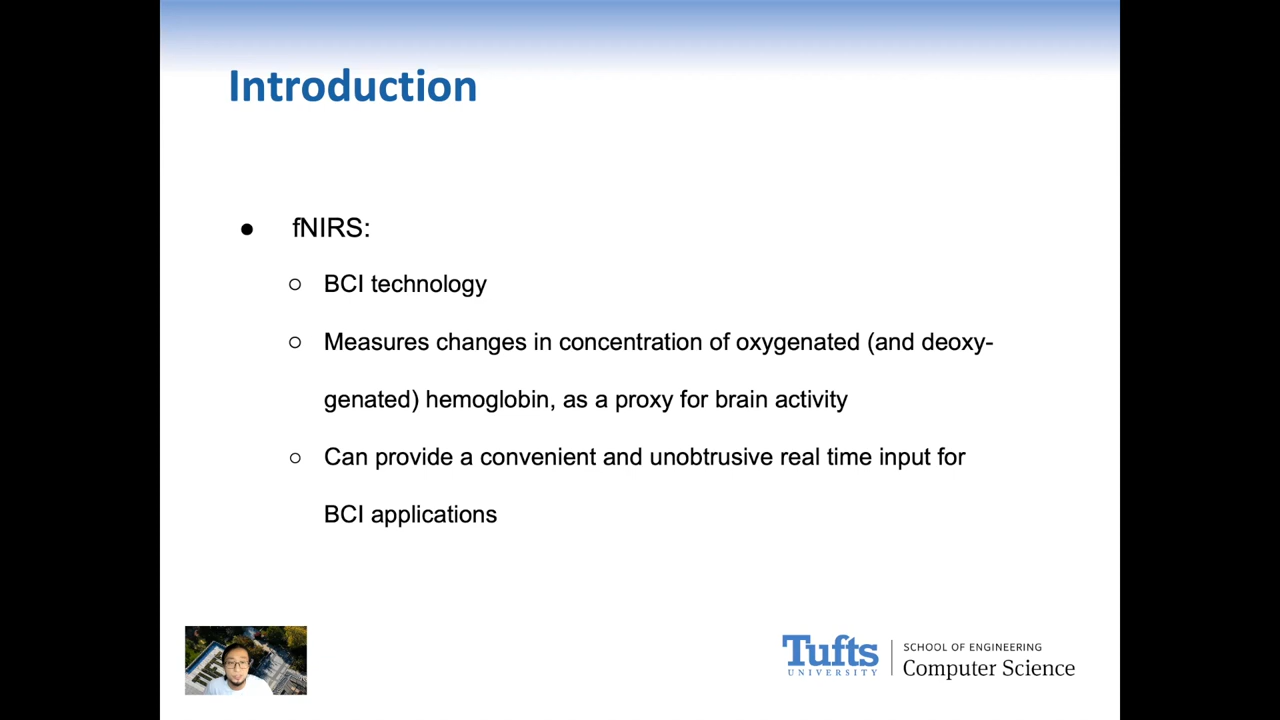 Introduction
● fNIRS:
○ BCI technology
○ Measures changes in concentration of oxygenated (and deoxy-
genated) hemoglobin, as a proxy for brain activity
○ Can provide a convenient and unobtrusive real time input for
BCI applications
Tufts
UNIVERSITY
SCHOOL OF ENGINEERING
Computer Science